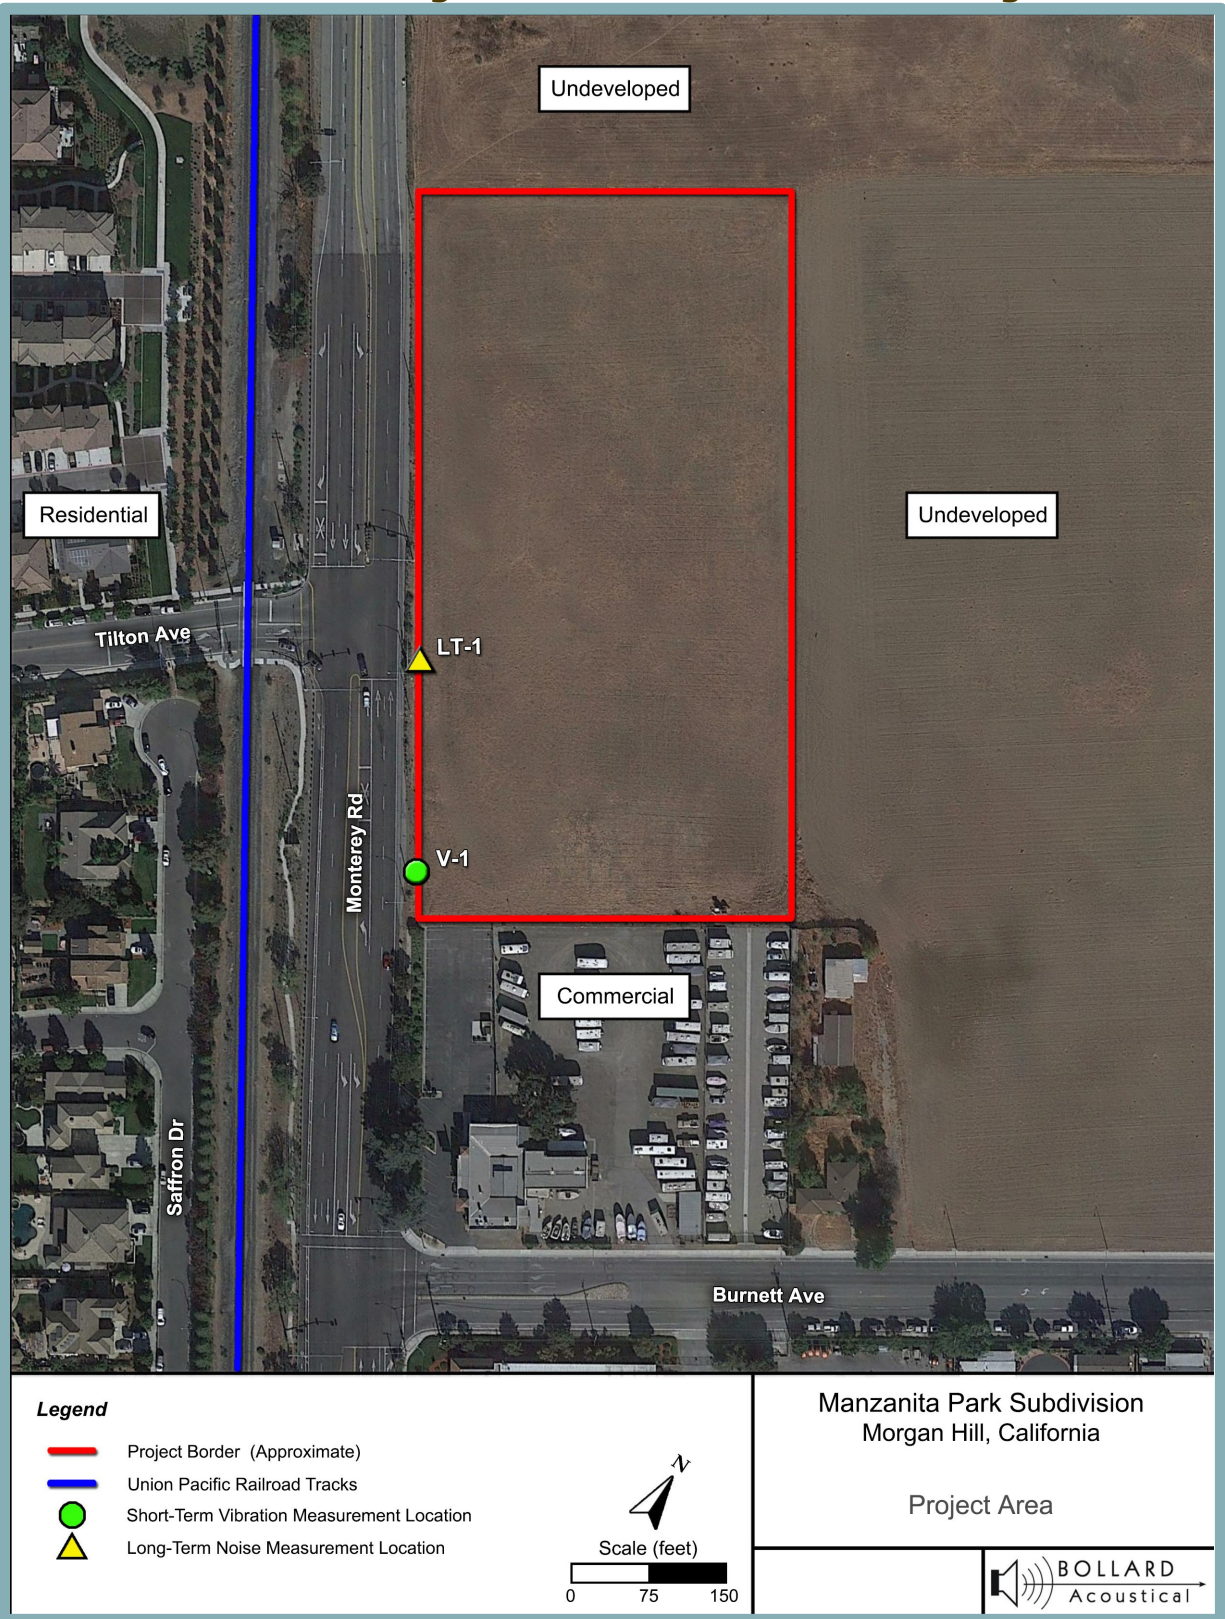 Undeveloped
Residential
Undeveloped
Tilton Ave
LT-1
Monterey Rd
V-1
Commercial
Saffron Dr
Burnett Ave
Legend
Project Border (Approximate)
Union Pacific Railroad Tracks
Short-Term Vibration Measurement Location
Long-Term Noise Measurement Location
N
Scale (feet)
0 75 150
Manzanita Park Subdivision
Morgan Hill, California
Project Area
BOLLARD
Acoustical